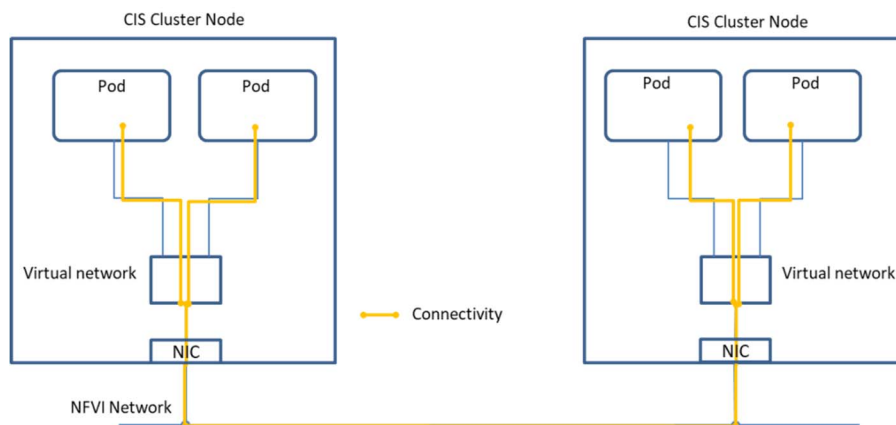 CIS Cluster Node
CIS Cluster Node
Pod
Pod
Pod
Pod
Virtual network
Virtual network
Connectivity
NIC
NIC
NFVI Network